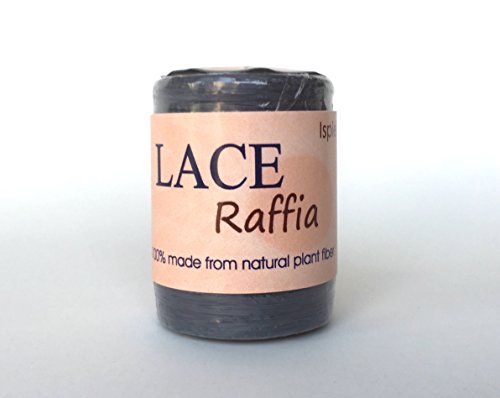 LACE
Raffia
100% made from natural plant fiber